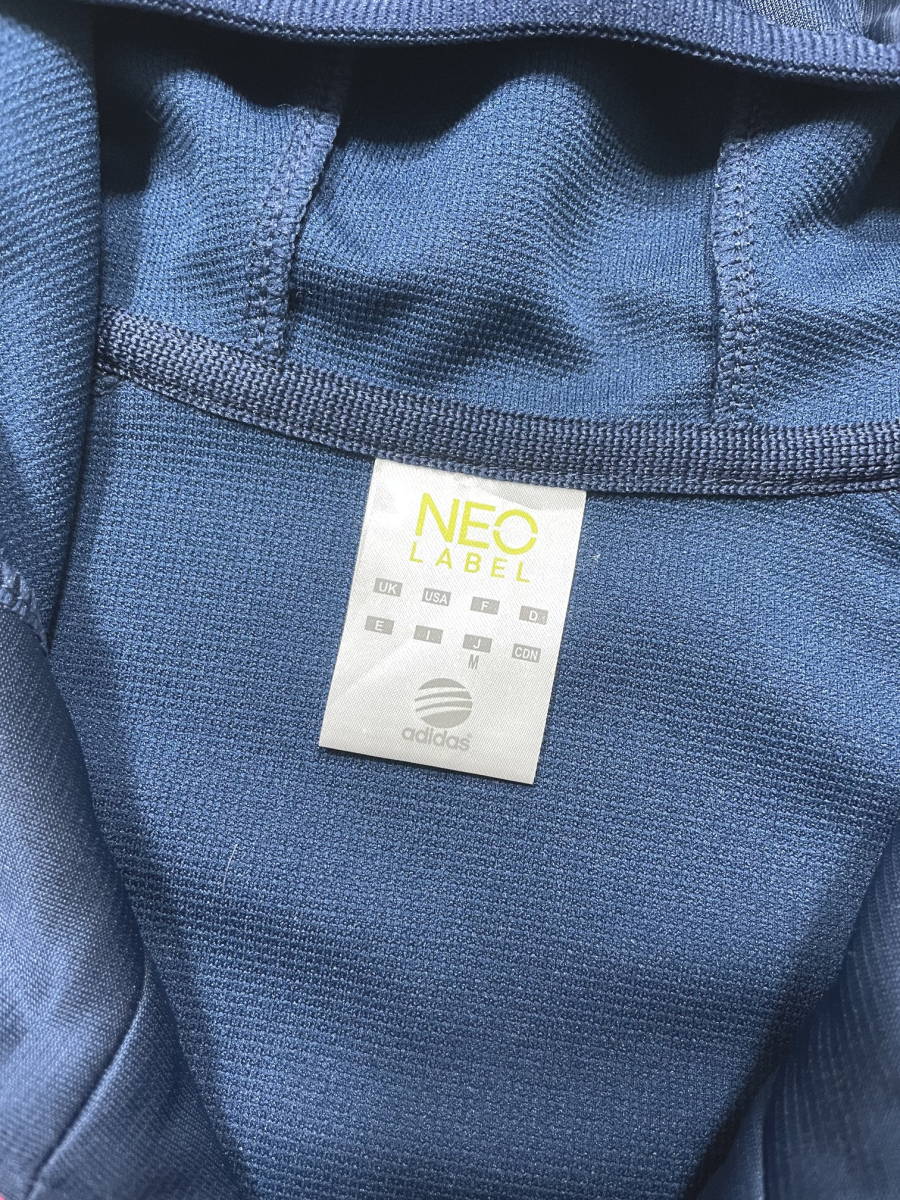 NEO
LABEL
UK USA F D
E I J CDN
M
adidas